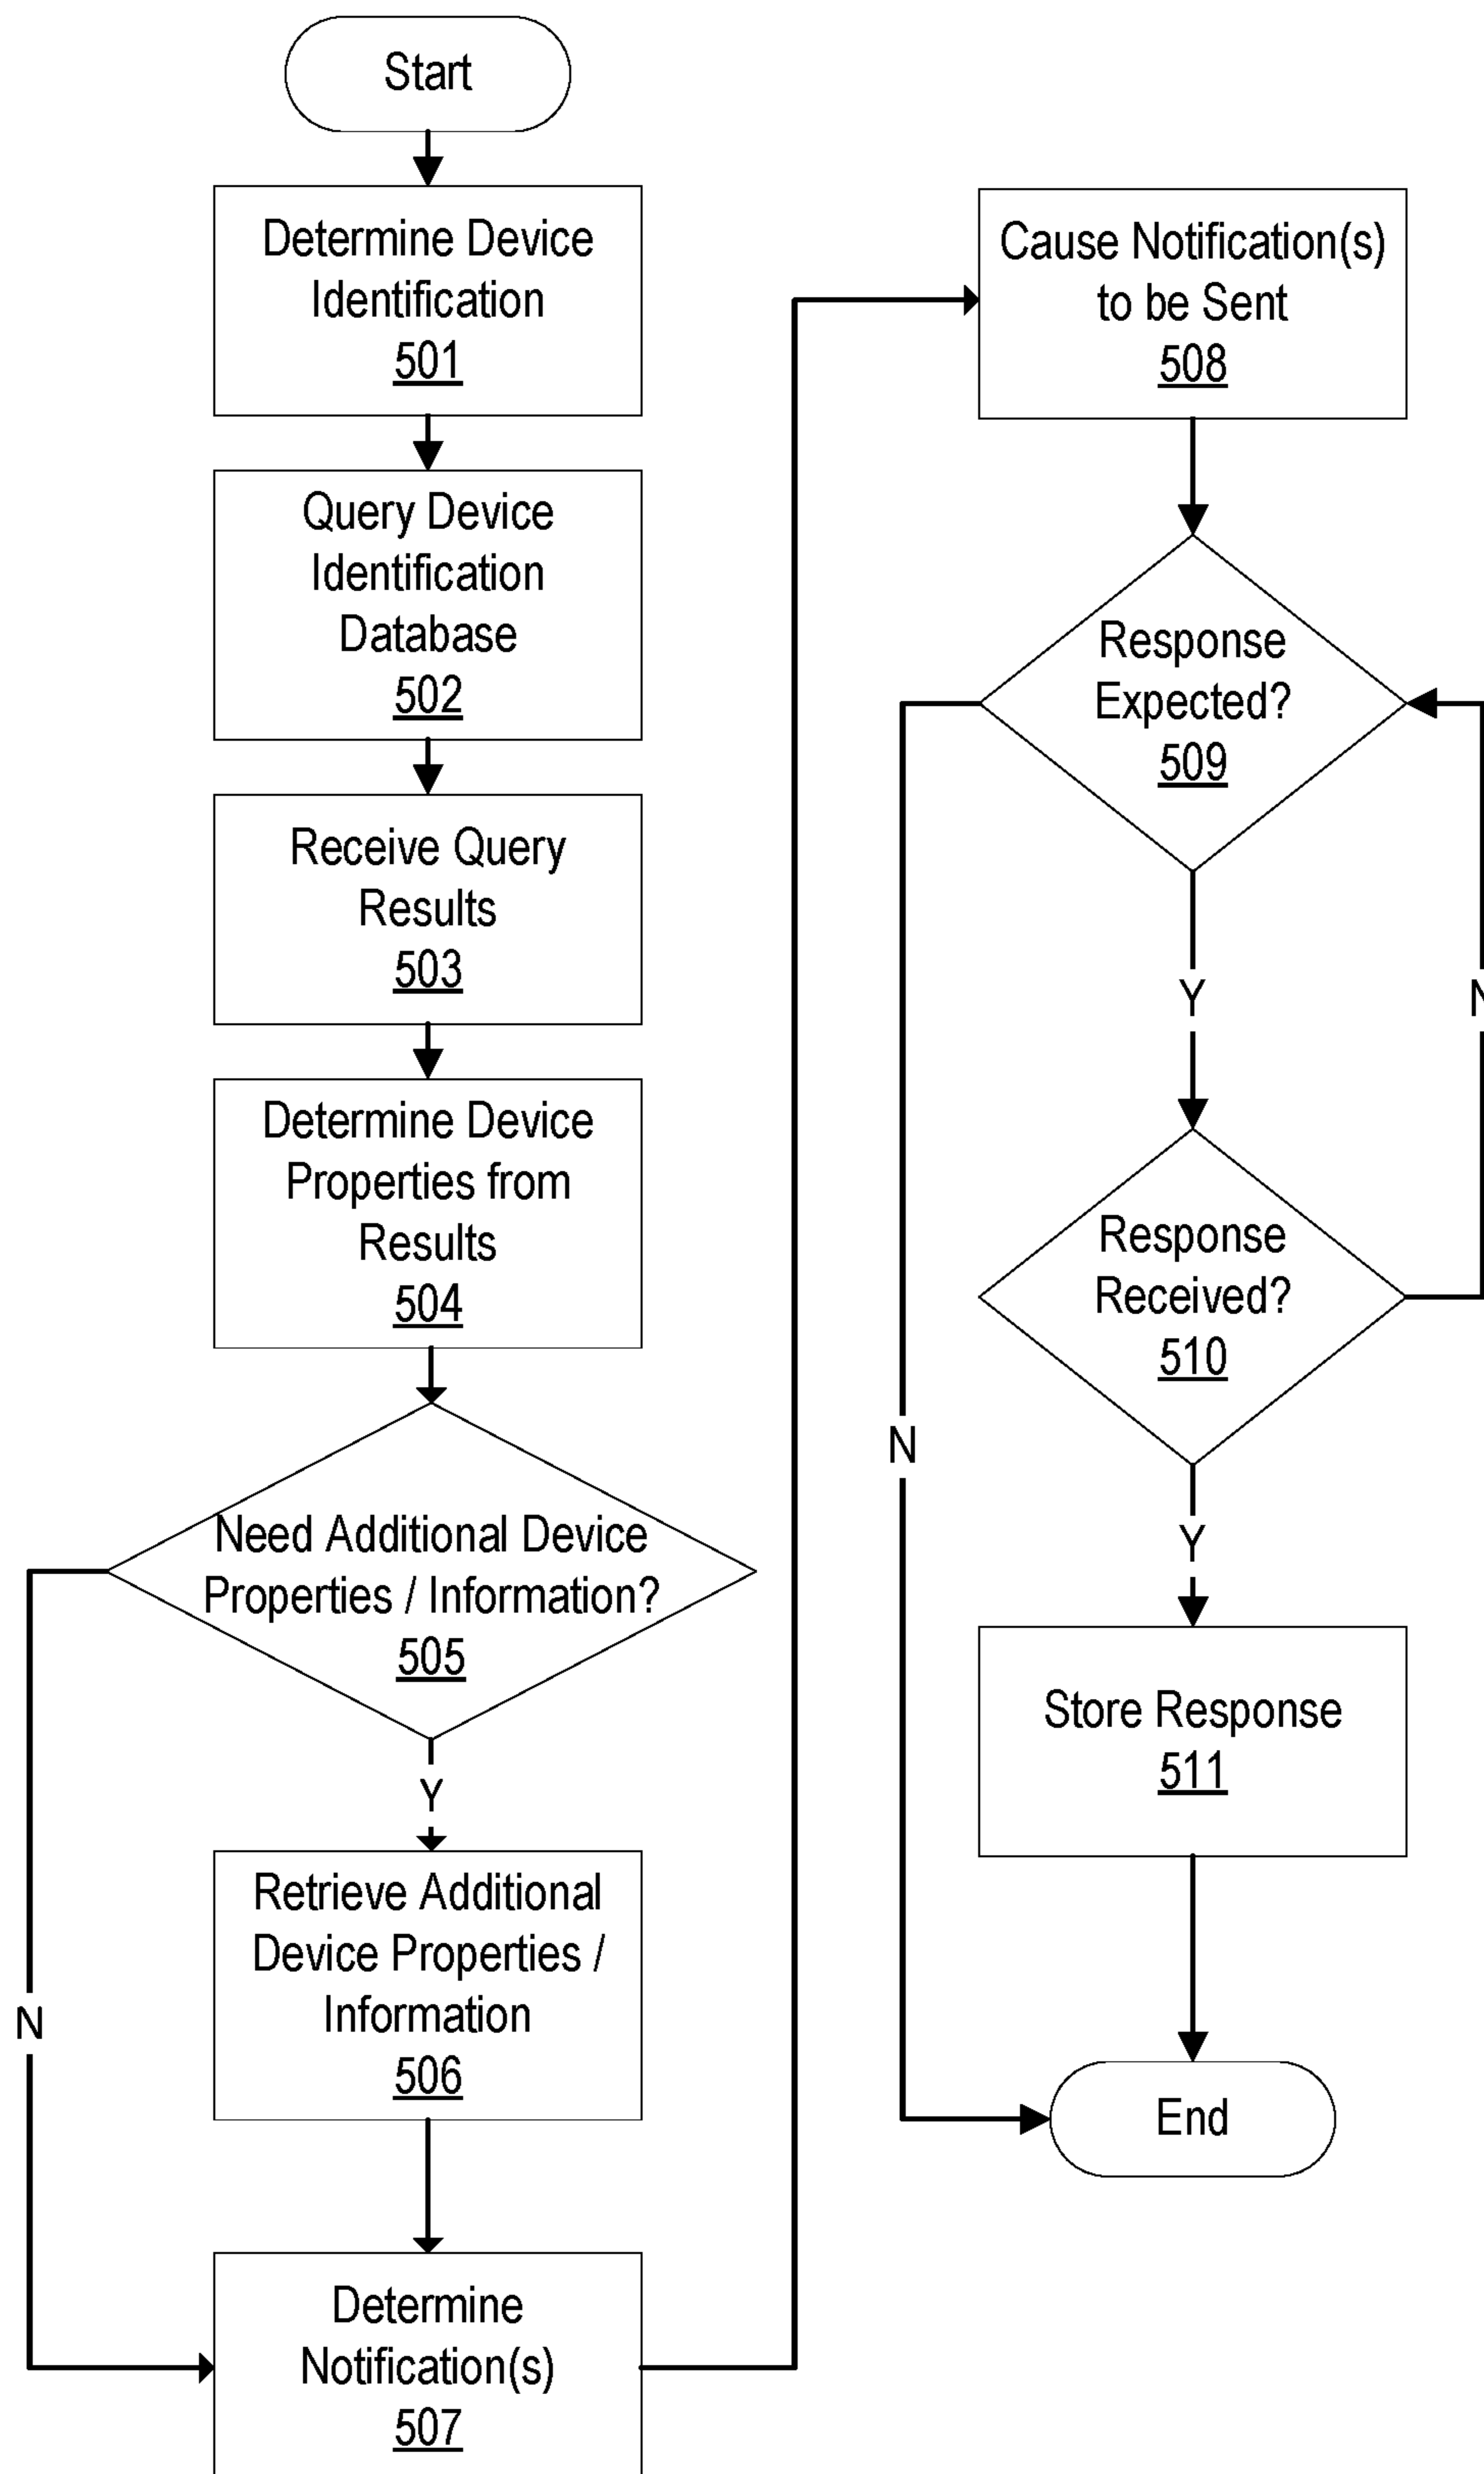 Start
Determine Device
Identification
501
Query Device
Identification
Database
502
Receive Query
Results
503
Determine Device
Properties from
Results
504
Need Additional Device
Properties / Information?
505
Y
N
Retrieve Additional
Device Properties /
Information
506
Determine
Notification(s)
507
Cause Notification(s)
to be Sent
508
Response
Expected?
509
Y
N
N
Response
Received?
510
Y
Store Response
511
End